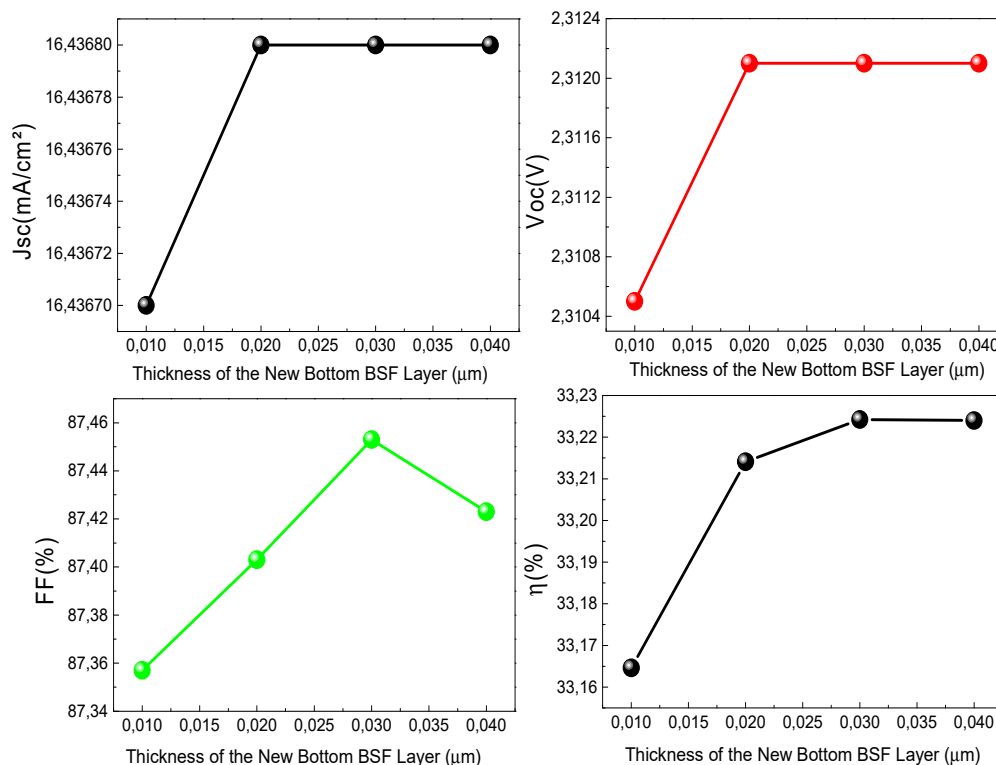 Jsc(mA/cm²)
16,43680
16,43678
16,43676
16,43674
16,43672
16,43670
0,010 0,015 0,020 0,025 0,030 0,035 0,040
Thickness of the New Bottom BSF Layer (μm)
Voc(V)
2,3124
2,3120
2,3116
2,3112
2,3108
2,3104
0,010 0,015 0,020 0,025 0,030 0,035 0,040
Thickness of the New Bottom BSF Layer (μm)
FF(%)
87,46
87,44
87,42
87,40
87,38
87,36
87,34
0,010 0,015 0,020 0,025 0,030 0,035 0,040
Thickness of the New Bottom BSF Layer (μm)
η(%)
33,23
33,22
33,21
33,20
33,19
33,18
33,17
33,16
0,010 0,015 0,020 0,025 0,030 0,035 0,040
Thickness of the New Bottom BSF Layer (μm)